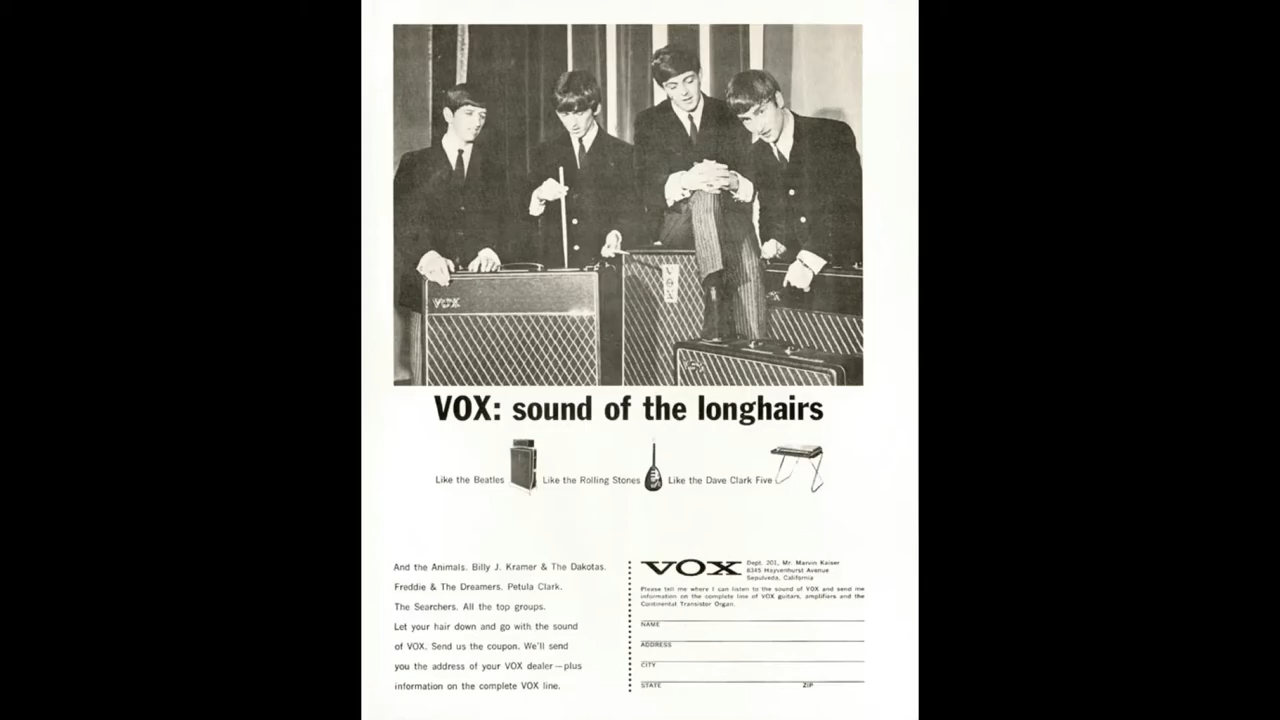 VOX
VOX
VOX: sound of the longhairs
Like the Beatles
Like the Rolling Stones
Like the Dave Clark Five
And the Animals. Billy J. Kramer & The Dakotas.
Freddie & The Dreamers. Petula Clark.
The Searchers. All the top groups.
Let your hair down and go with the sound
of VOX. Send us the coupon. We'll send
you the address of your VOX dealer—plus
information on the complete VOX line.
VOX
Dept. 201, Mr. Marvin Kaiser
8345 Hayvenhurst Avenue
Sepulveda, California
Please tell me where I can listen to the sound of VOX and send me
information on the complete line of VOX guitars, amplifiers and the
Continental Transistor Organ.
NAME
ADDRESS
CITY
STATE ZIP